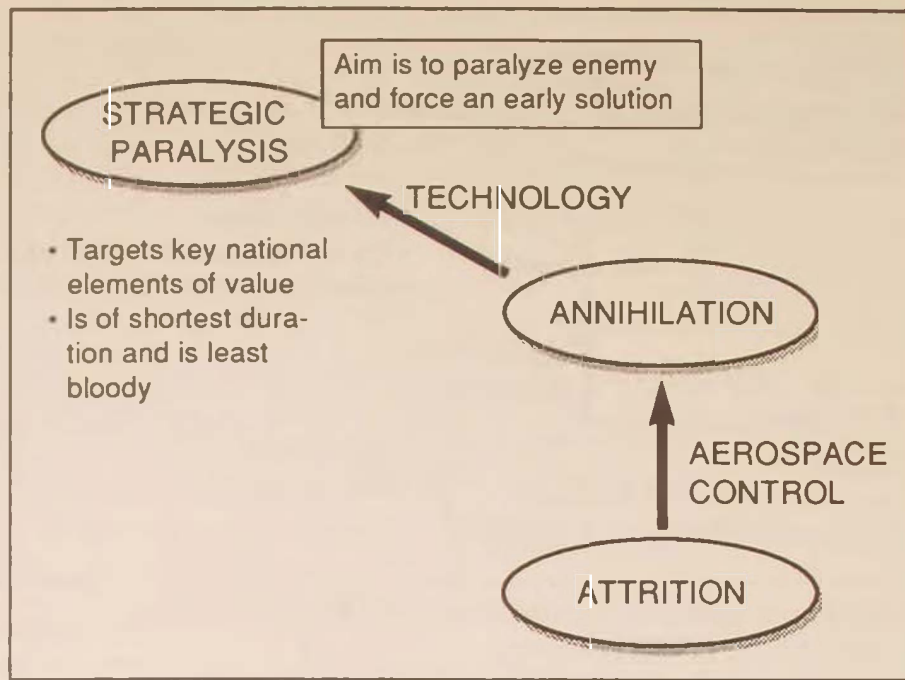 Aim is to paralyze enemy
and force an early solution
STRATEGIC
PARALYSIS
TECHNOLOGY
• Targets key national
elements of value
• Is of shortest dura-
tion and is least
bloody
ANNIHILATION
AEROSPACE
CONTROL
ATTRITION